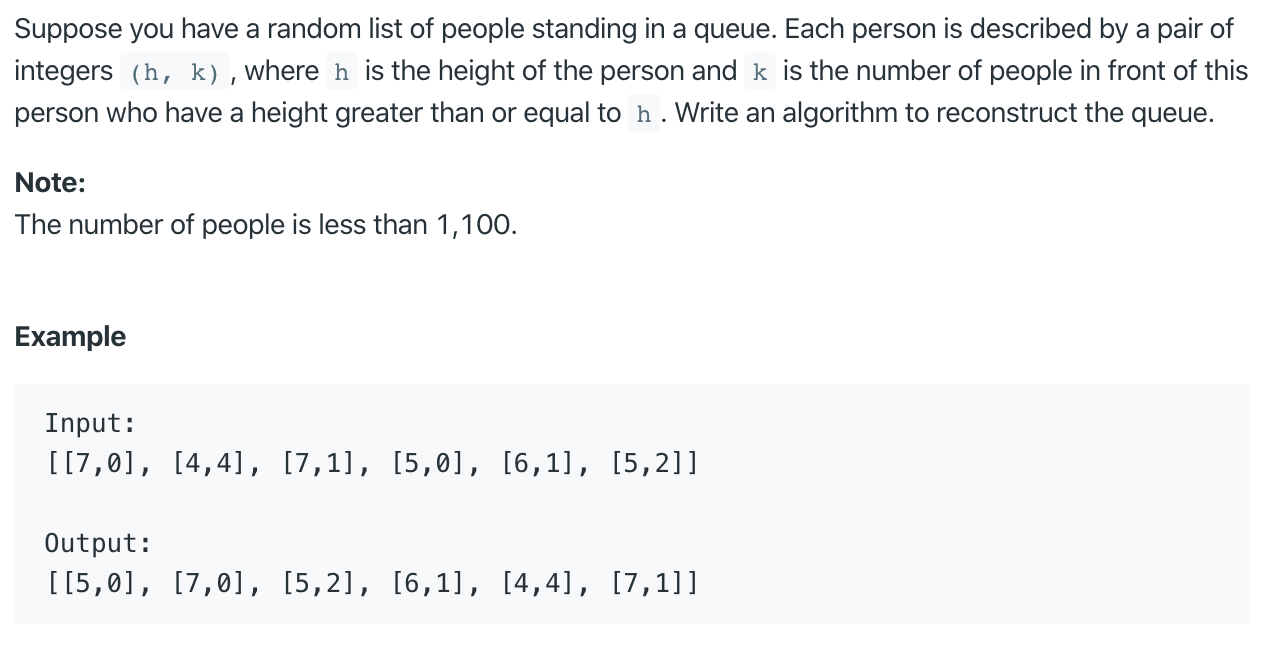 Suppose you have a random list of people standing in a queue. Each person is described by a pair of
integers (h, k), where h is the height of the person and k is the number of people in front of this
person who have a height greater than or equal to h. Write an algorithm to reconstruct the queue.
Note:
The number of people is less than 1,100.
Example
Input:
[[7,0], [4,4], [7,1], [5,0], [6,1], [5,2]]
Output:
[[5,0], [7,0], [5,2], [6,1], [4,4], [7,1]]